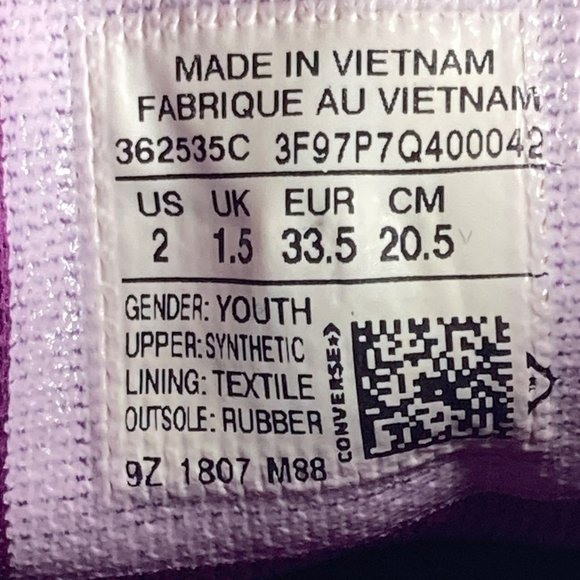 MADE IN VIETNAM
FABRIQUE AU VIETNAM
362535C 3F97P7Q400042
US UK EUR CM
2 1.5 33.5 20.5
GENDER: YOUTH
UPPER: SYNTHETIC
LINING: TEXTILE
OUTSOLE: RUBBER
CONVERSE
9Z 1807 M88